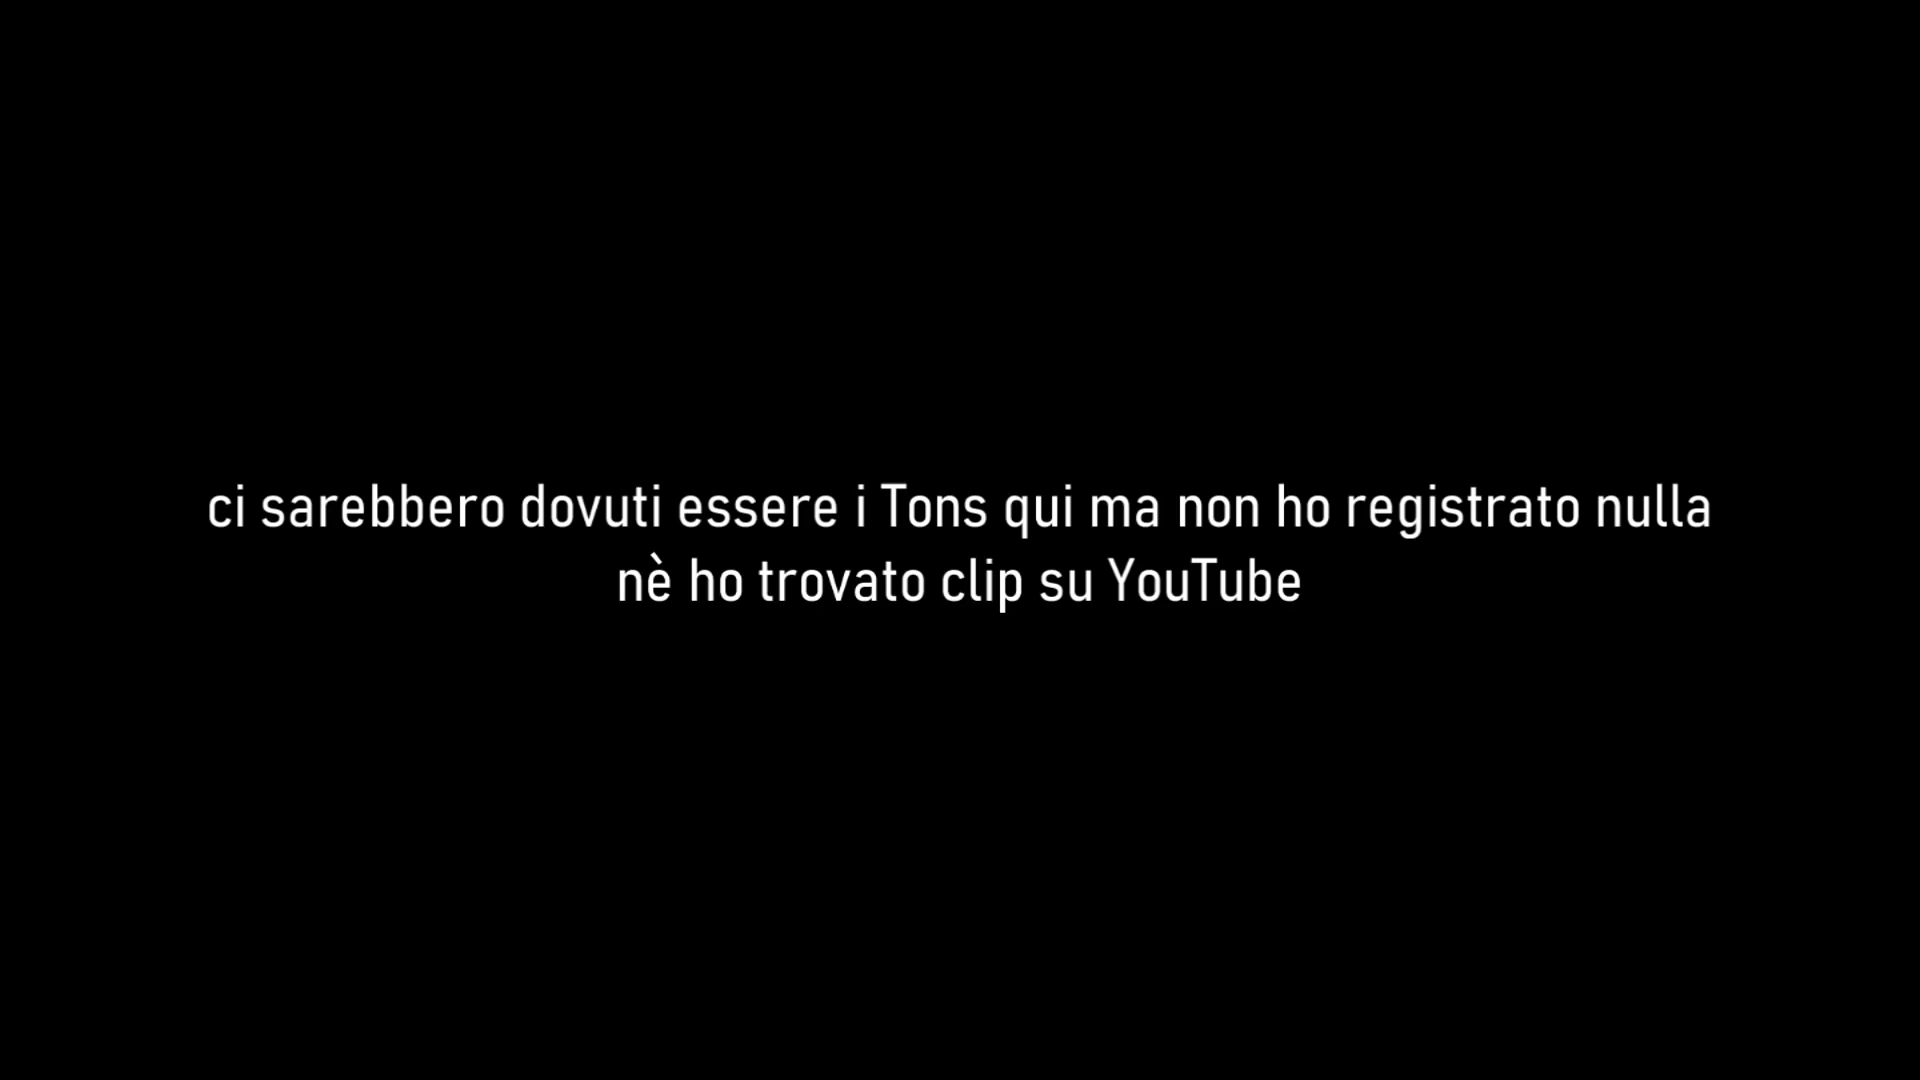 ci sarebbero dovuti essere i Tons qui ma non ho registrato nulla
nè ho trovato clip su YouTube